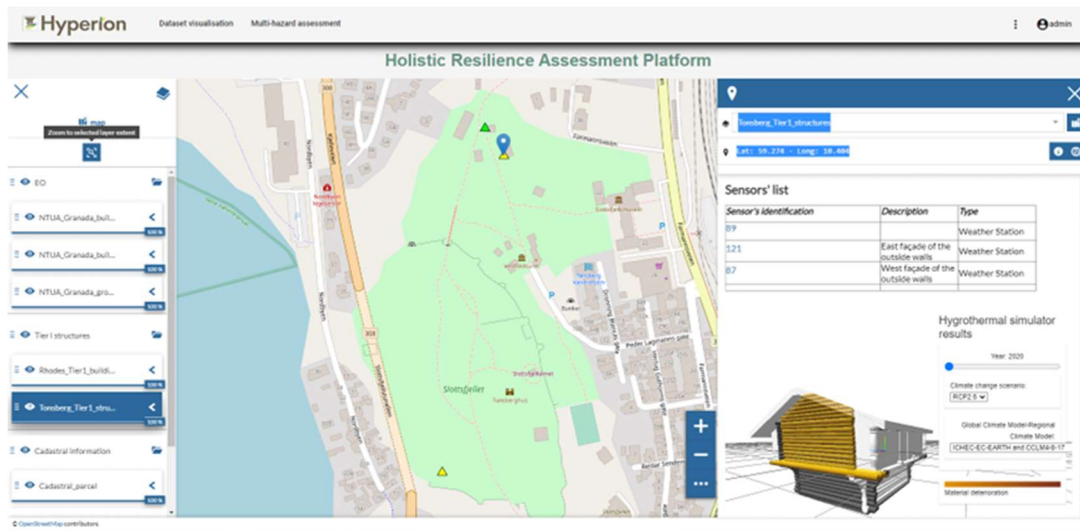 Hyperion
Dataset visualisation
Multi-hazard assessment
admin
Holistic Resilience Assessment Platform
map
Zoom to selected layer extent
EO
NTUA_Granada_buil...
100 %
NTUA_Granada_buil...
100 %
NTUA_Granada_gro...
100 %
Tier I structures
Rhodes_Tier1_buildi...
100 %
Tonsberg_Tier1_stru...
100 %
Cadastral information
Cadastral_parcel
100 %
© OpenStreetMap contributors
300
308
Nordbyen
Farmannsveien
Slottsfjellet
Bunker
P
P
+
−
...
Tonsberg_Tier1_structures
Lat: 59.274 - Long: 10.404
Sensors' list
Sensor's identification Description Type
89 Weather Station
121 East façade of the outside walls Weather Station
87 West façade of the outside walls Weather Station
Hygrothermal simulator
results
Year: 2020
Climate change scenario:
RCP2.6
Global Climate Model-Regional
Climate Model:
ICHEC-EC-EARTH and CCLM4-8-17
Material deterioration